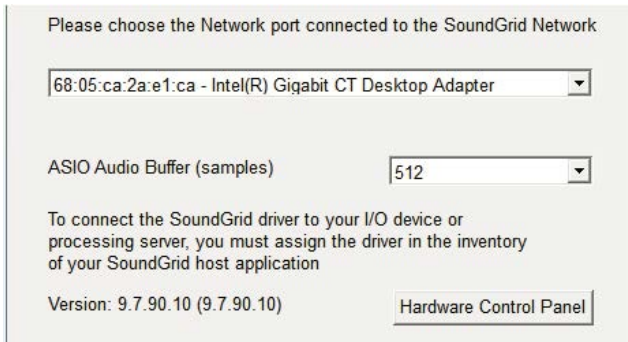 Please choose the Network port connected to the SoundGrid Network
68:05:ca:2a:e1:ca - Intel(R) Gigabit CT Desktop Adapter
ASIO Audio Buffer (samples) 512
To connect the SoundGrid driver to your I/O device or
processing server, you must assign the driver in the inventory
of your SoundGrid host application
Version: 9.7.90.10 (9.7.90.10) Hardware Control Panel